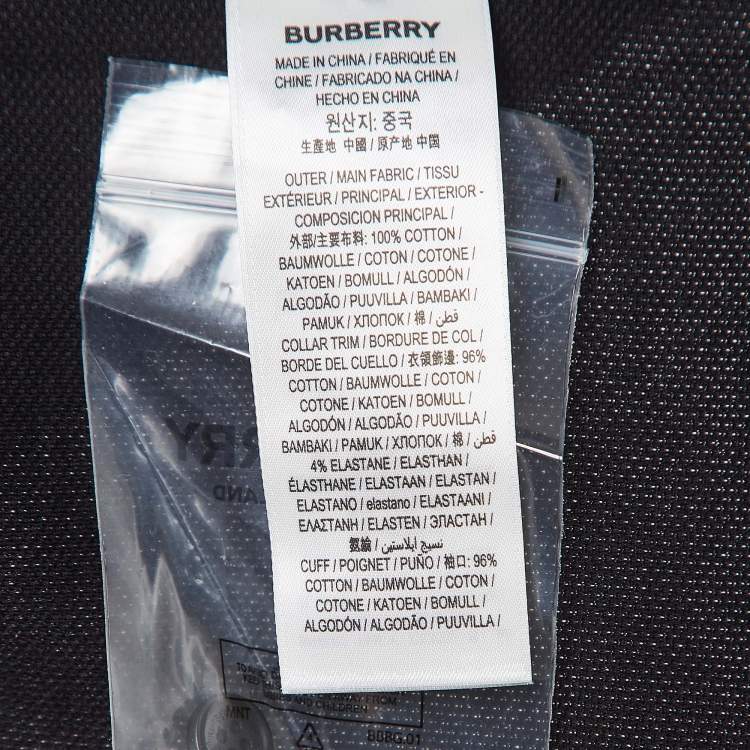 BURBERRY
MADE IN CHINA / FABRIQUÉ EN
CHINE / FABRICADO NA CHINA /
HECHO EN CHINA
원산지: 중국
生產地 中國 / 原产地 中国
OUTER / MAIN FABRIC / TISSU
EXTÉRIEUR / PRINCIPAL / EXTERIOR -
COMPOSICION PRINCIPAL /
外部/主要布料: 100% COTTON /
BAUMWOLLE / COTON / COTONE /
KATOEN / BOMULL / ALGODÓN /
ALGODÃO / PUUVILLA / BAMBAKI /
PAMUK / ХЛОПОК / 棉 / قطن /
COLLAR TRIM / BORDURE DE COL /
BORDE DEL CUELLO / 衣領飾邊: 96%
COTTON / BAUMWOLLE / COTON /
COTONE / KATOEN / BOMULL /
ALGODÓN / ALGODÃO / PUUVILLA /
BAMBAKI / PAMUK / ХЛОПОК / 棉 / قطن /
4% ELASTANE / ELASTHAN /
ÉLASTHANE / ELASTAAN / ELASTAN /
ELASTANO / elastano / ELASTAANI /
ΕΛΑΣΤΑΝΗ / ELASTEN / ЭЛАСТАН /
氨綸 / نسيج ايلاستين /
CUFF / POIGNET / PUÑO / 袖口: 96%
COTTON / BAUMWOLLE / COTON /
COTONE / KATOEN / BOMULL /
ALGODÓN / ALGODÃO / PUUVILLA /
RRY
AND
AND CHILDREN
MNT